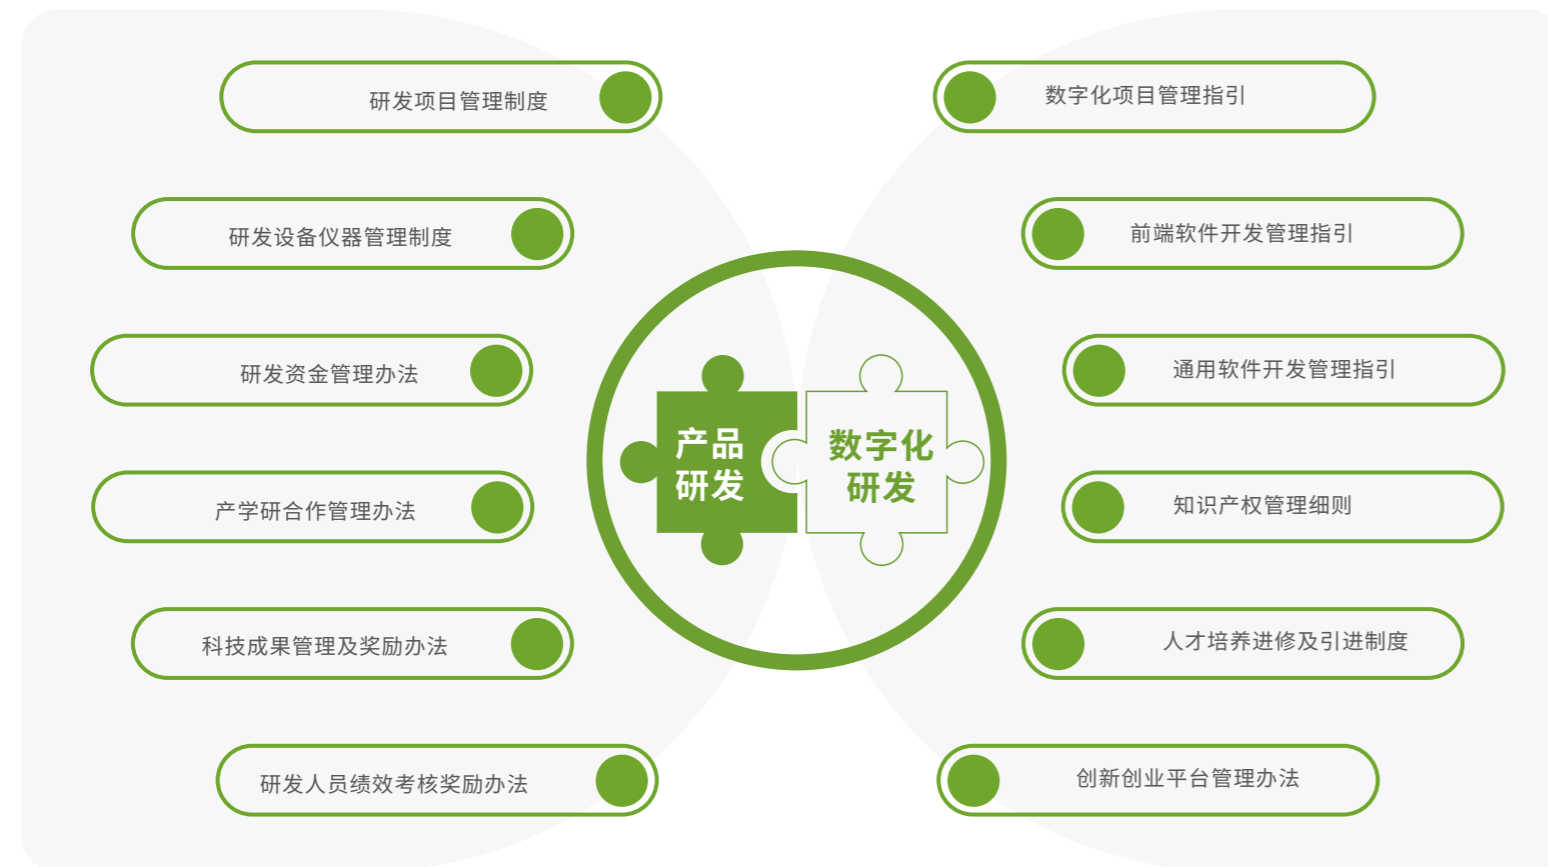 研发项目管理制度
研发设备仪器管理制度
研发资金管理办法
产学研合作管理办法
科技成果管理及奖励办法
研发人员绩效考核奖励办法
产品
研发
数字化
研发
数字化项目管理指引
前端软件开发管理指引
通用软件开发管理指引
知识产权管理细则
人才培养进修及引进制度
创新创业平台管理办法